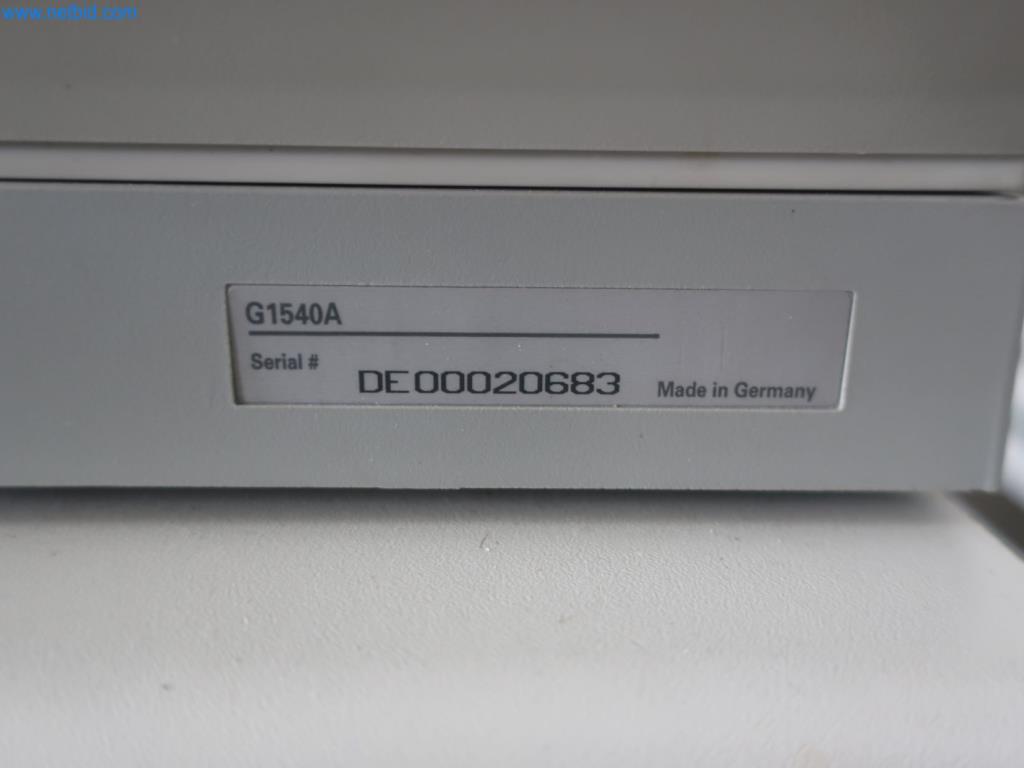 www.netbid.com
G1540A
Serial #
DE00020683
Made in Germany